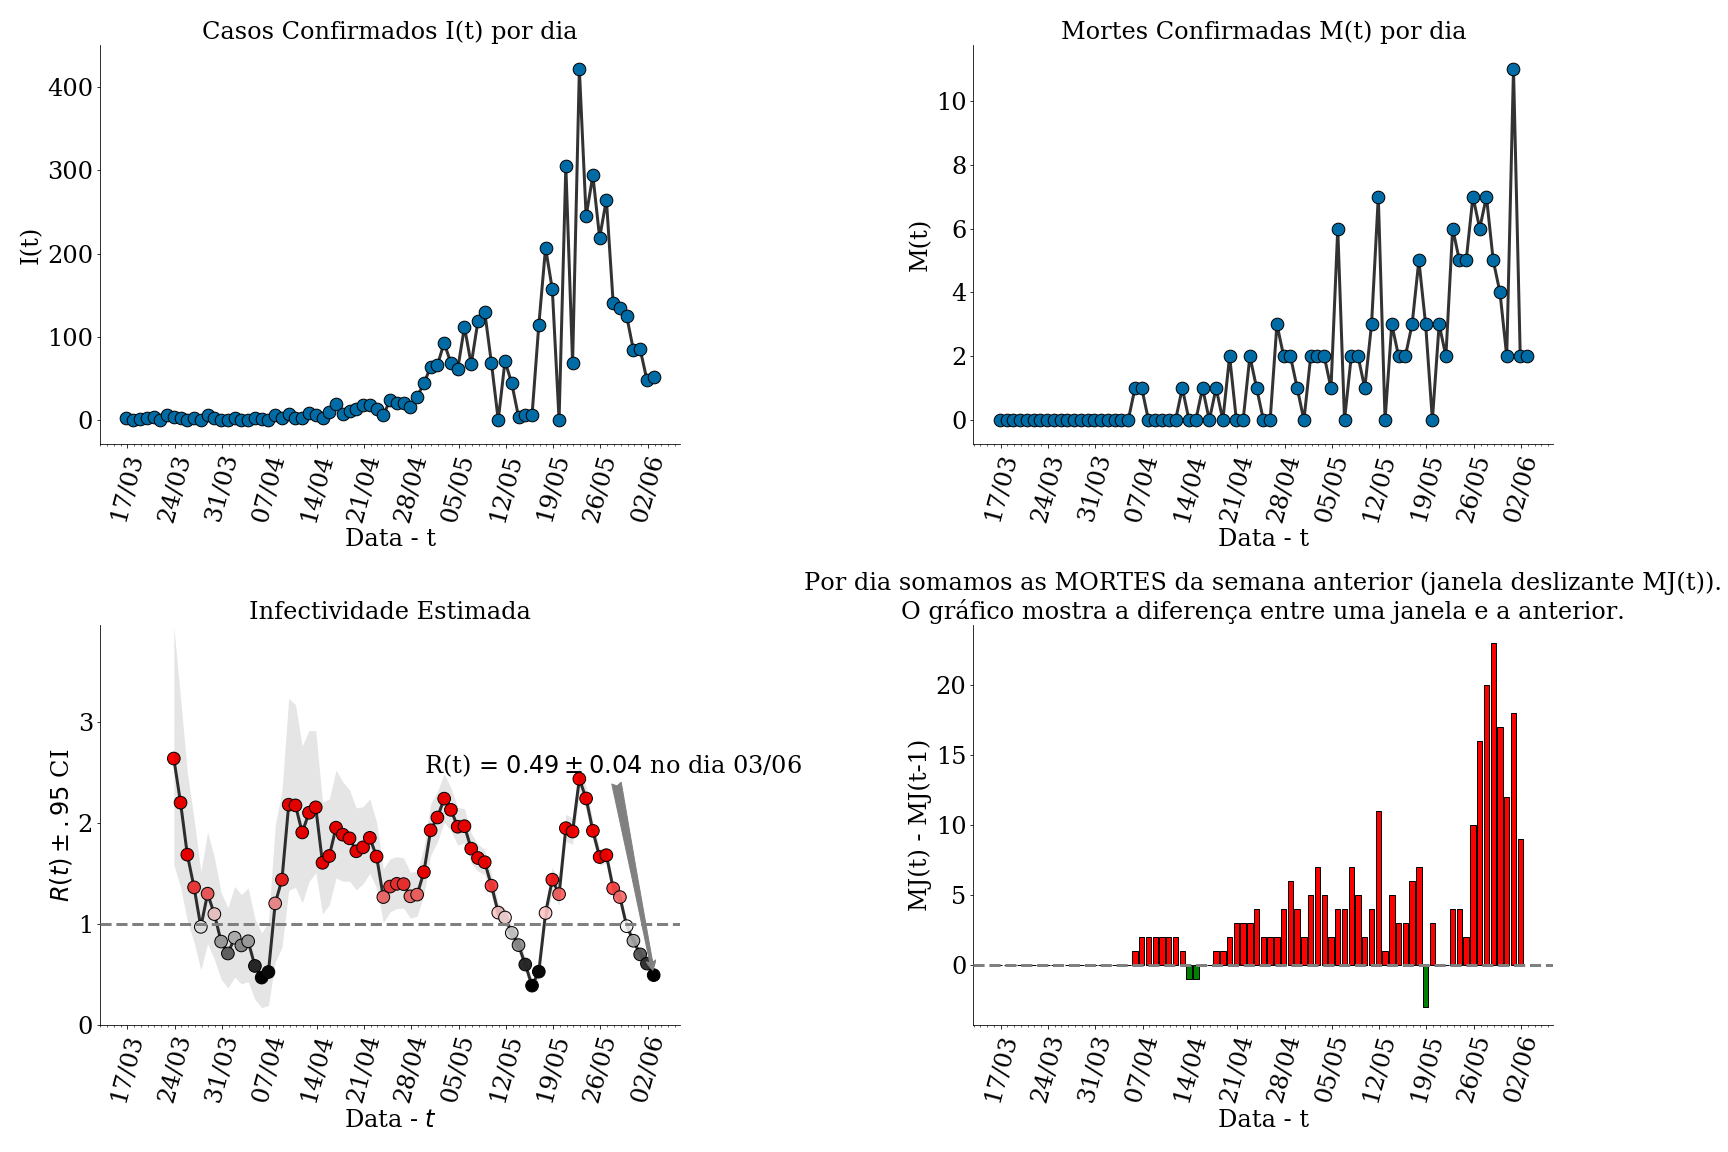 Casos Confirmados I(t) por dia
I(t)
400
300
200
100
0
17/03 24/03 31/03 07/04 14/04 21/04 28/04 05/05 12/05 19/05 26/05 02/06
Data - t
Mortes Confirmadas M(t) por dia
M(t)
10
8
6
4
2
0
17/03 24/03 31/03 07/04 14/04 21/04 28/04 05/05 12/05 19/05 26/05 02/06
Data - t
Infectividade Estimada
R(t) ± .95 CI
3
2
1
0
R(t) = 0.49 ± 0.04 no dia 03/06
17/03 24/03 31/03 07/04 14/04 21/04 28/04 05/05 12/05 19/05 26/05 02/06
Data - t
Por dia somamos as MORTES da semana anterior (janela deslizante MJ(t)).
O gráfico mostra a diferença entre uma janela e a anterior.
MJ(t) - MJ(t-1)
20
15
10
5
0
17/03 24/03 31/03 07/04 14/04 21/04 28/04 05/05 12/05 19/05 26/05 02/06
Data - t